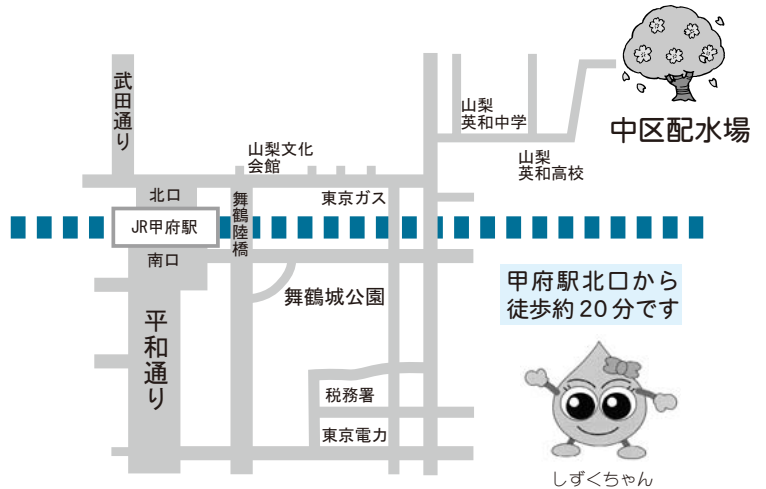 武田通り
山梨文化
会館
山梨
英和中学
中区配水場
山梨
英和高校
北口
舞鶴陸橋
東京ガス
JR甲府駅
南口
舞鶴城公園
甲府駅北口から
徒歩約20分です
平和通り
税務署
東京電力
しずくちゃん